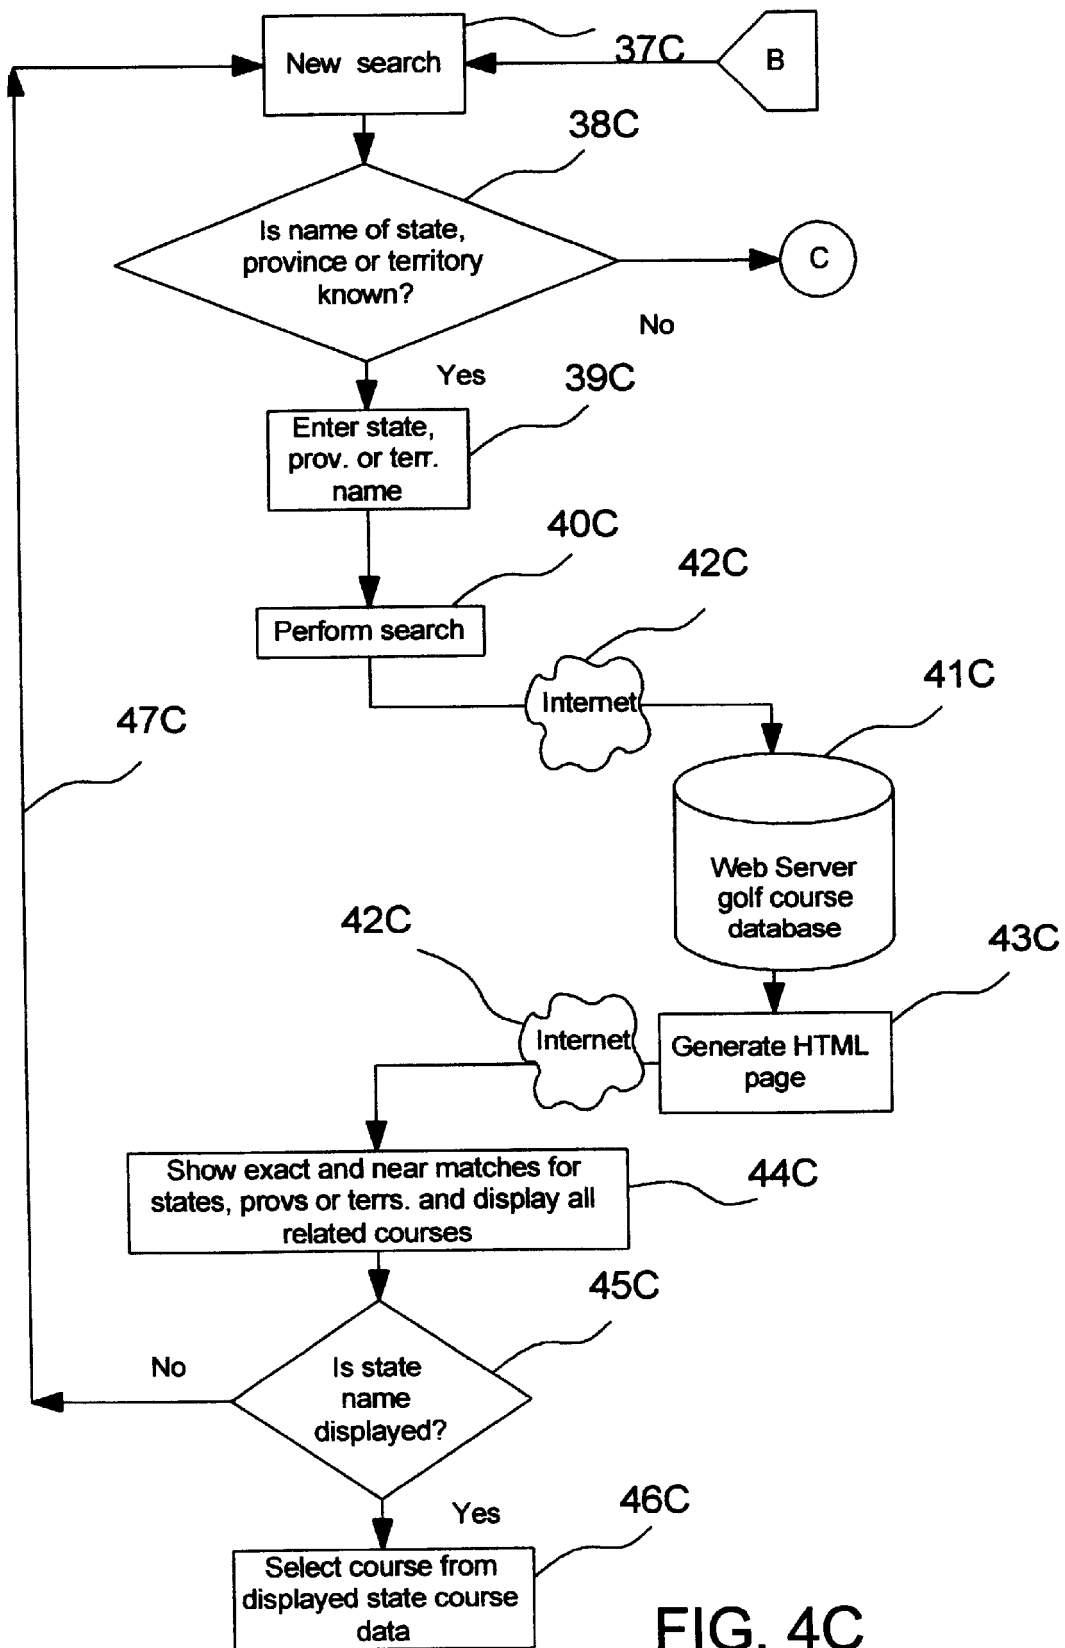 37C
New search
B
38C
Is name of state,
province or territory
known?
C
No
Yes
39C
Enter state,
prov. or terr.
name
40C
Perform search
42C
Internet
41C
47C
Web Server
golf course
database
42C
43C
Internet
Generate HTML
page
Show exact and near matches for
states, provs or terrs. and display all
related courses
44C
45C
No
Is state
name
displayed?
Yes
46C
Select course from
displayed state course
data
FIG. 4C